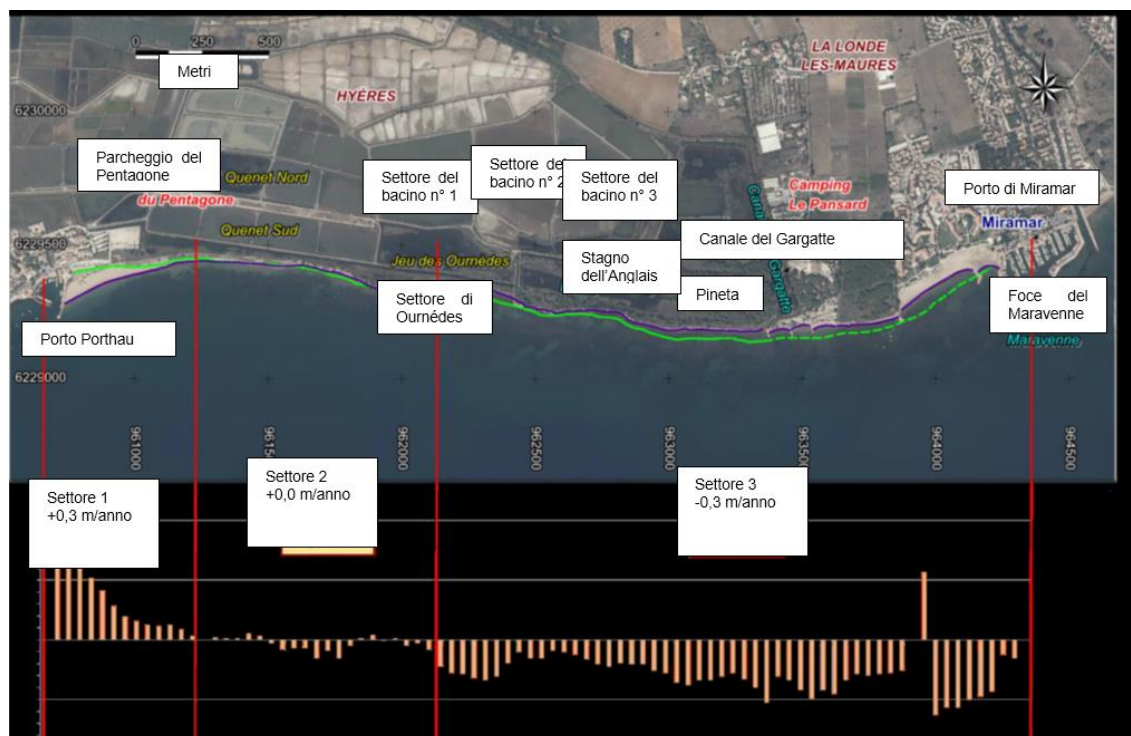 0 250 500
Metri
LA LONDE
LES-MAURES
HYÈRES
6230000
Parcheggio del
Pentagone
Quenet Nord
du Pentagone
Settore del
bacino n° 1
Settore del
bacino n° 2
Settore del
bacino n° 3
Camping
Le Pansard
Porto di Miramar
Miramar
Quenet Sud
6229500
Canale del Gargatte
Gargatte
Jeu des Ournèdes
Stagno
dell'Anglais
Pineta
Settore di
Ournédes
Foce del
Maravenne
Maravenne
Porto Porthau
6229000
961000
962000
962500
963000
964000
964500
Settore 1
+0,3 m/anno
Settore 2
+0,0 m/anno
Settore 3
-0,3 m/anno